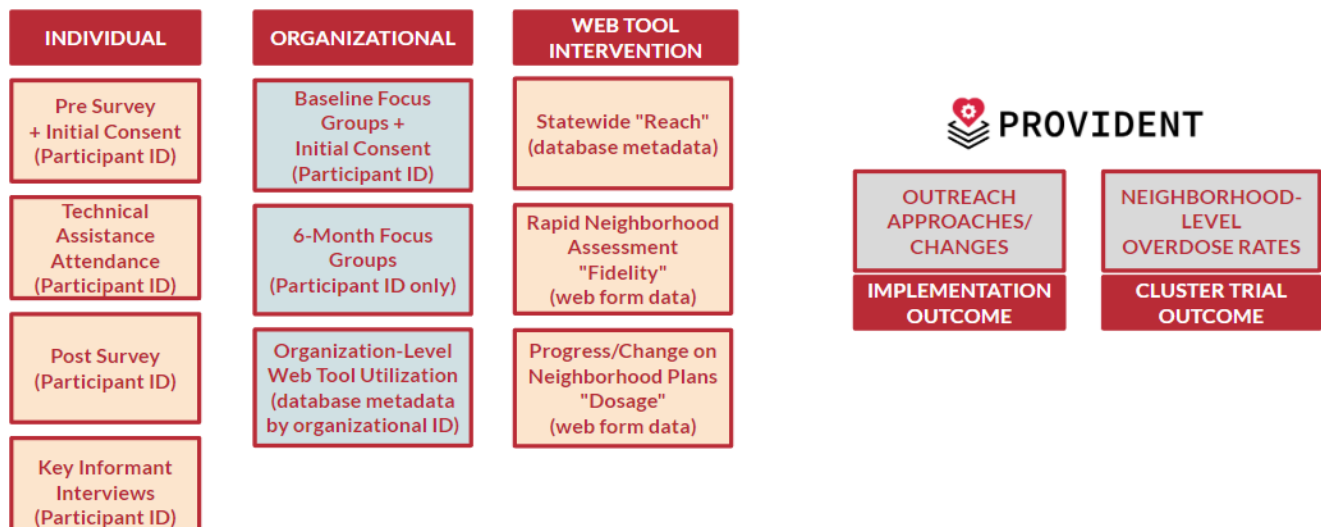 INDIVIDUAL
Pre Survey
+ Initial Consent
(Participant ID)
Technical
Assistance
Attendance
(Participant ID)
Post Survey
(Participant ID)
Key Informant
Interviews
(Participant ID)
ORGANIZATIONAL
Baseline Focus
Groups +
Initial Consent
(Participant ID)
6-Month Focus
Groups
(Participant ID only)
Organization-Level
Web Tool Utilization
(database metadata
by organizational ID)
WEB TOOL
INTERVENTION
Statewide "Reach"
(database metadata)
Rapid Neighborhood
Assessment
"Fidelity"
(web form data)
Progress/Change on
Neighborhood Plans
"Dosage"
(web form data)
PROVIDENT
OUTREACH
APPROACHES/
CHANGES
IMPLEMENTATION
OUTCOME
NEIGHBORHOOD-
LEVEL
OVERDOSE RATES
CLUSTER TRIAL
OUTCOME